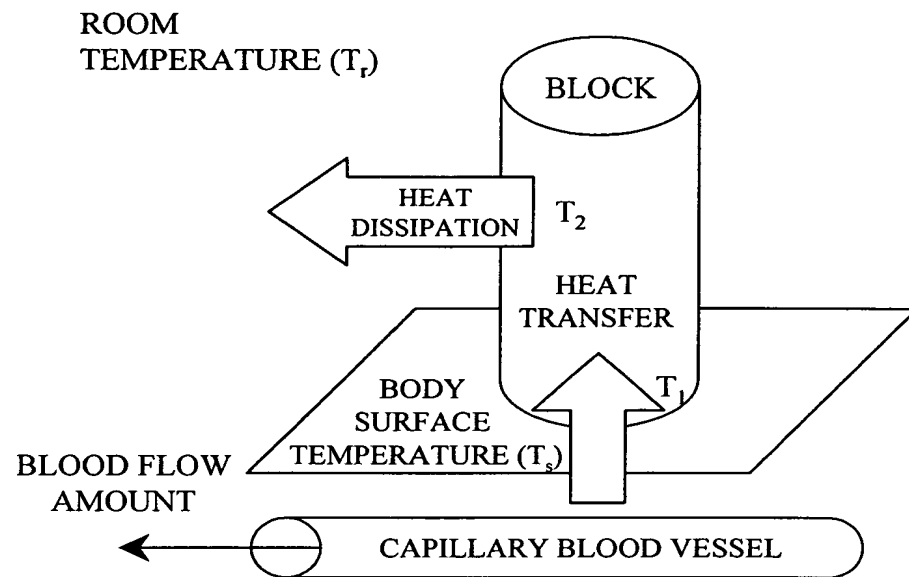 ROOM
TEMPERATURE (Tr)
BLOCK
HEAT
DISSIPATION
T2
HEAT
TRANSFER
T1
BODY
SURFACE
TEMPERATURE (Ts)
BLOOD FLOW
AMOUNT
CAPILLARY BLOOD VESSEL